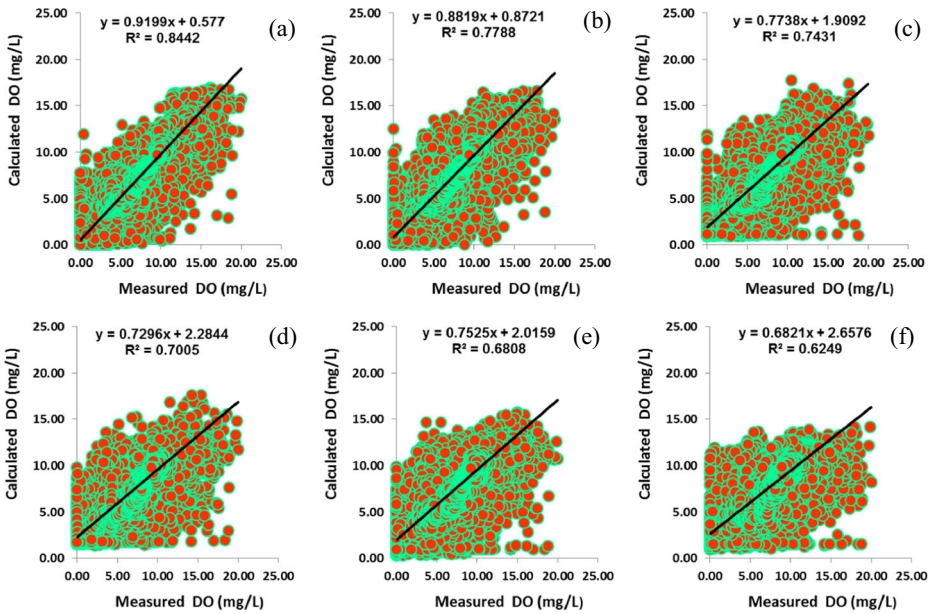 y = 0.9199x + 0.577
R² = 0.8442
(a)
25.00
20.00
15.00
10.00
5.00
0.00
Calculated DO (mg/L)
0.00 5.00 10.00 15.00 20.00 25.00
Measured DO (mg/L)
y = 0.8819x + 0.8721
R² = 0.7788
(b)
25.00
20.00
15.00
10.00
5.00
0.00
Calculated DO (mg/L)
0.00 5.00 10.00 15.00 20.00 25.00
Measured DO (mg/L)
y = 0.7738x + 1.9092
R² = 0.7431
(c)
25.00
20.00
15.00
10.00
5.00
0.00
Calculated DO (mg/L)
0.00 5.00 10.00 15.00 20.00 25.00
Measured DO (mg/L)
y = 0.7296x + 2.2844
R² = 0.7005
(d)
25.00
20.00
15.00
10.00
5.00
0.00
Calculated DO (mg/L)
0.00 5.00 10.00 15.00 20.00 25.00
Measured DO (mg/L)
y = 0.7525x + 2.0159
R² = 0.6808
(e)
25.00
20.00
15.00
10.00
5.00
0.00
Calculated DO (mg/L)
0.00 5.00 10.00 15.00 20.00 25.00
Measured DO (mg/L)
y = 0.6821x + 2.6576
R² = 0.6249
(f)
25.00
20.00
15.00
10.00
5.00
0.00
Calculated DO (mg/L)
0.00 5.00 10.00 15.00 20.00 25.00
Measured DO (mg/L)